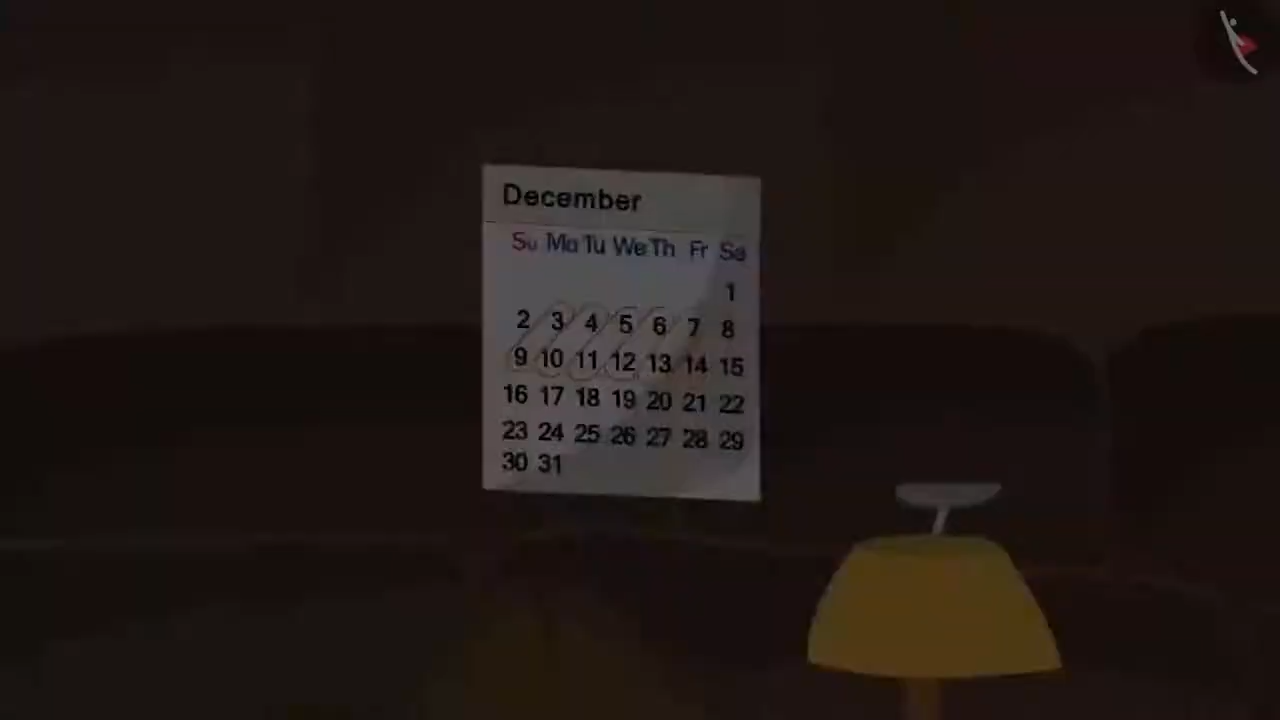 December
Su Mo Tu We Th Fr Sa
1
2 3 4 5 6 7 8
9 10 11 12 13 14 15
16 17 18 19 20 21 22
23 24 25 26 27 28 29
30 31